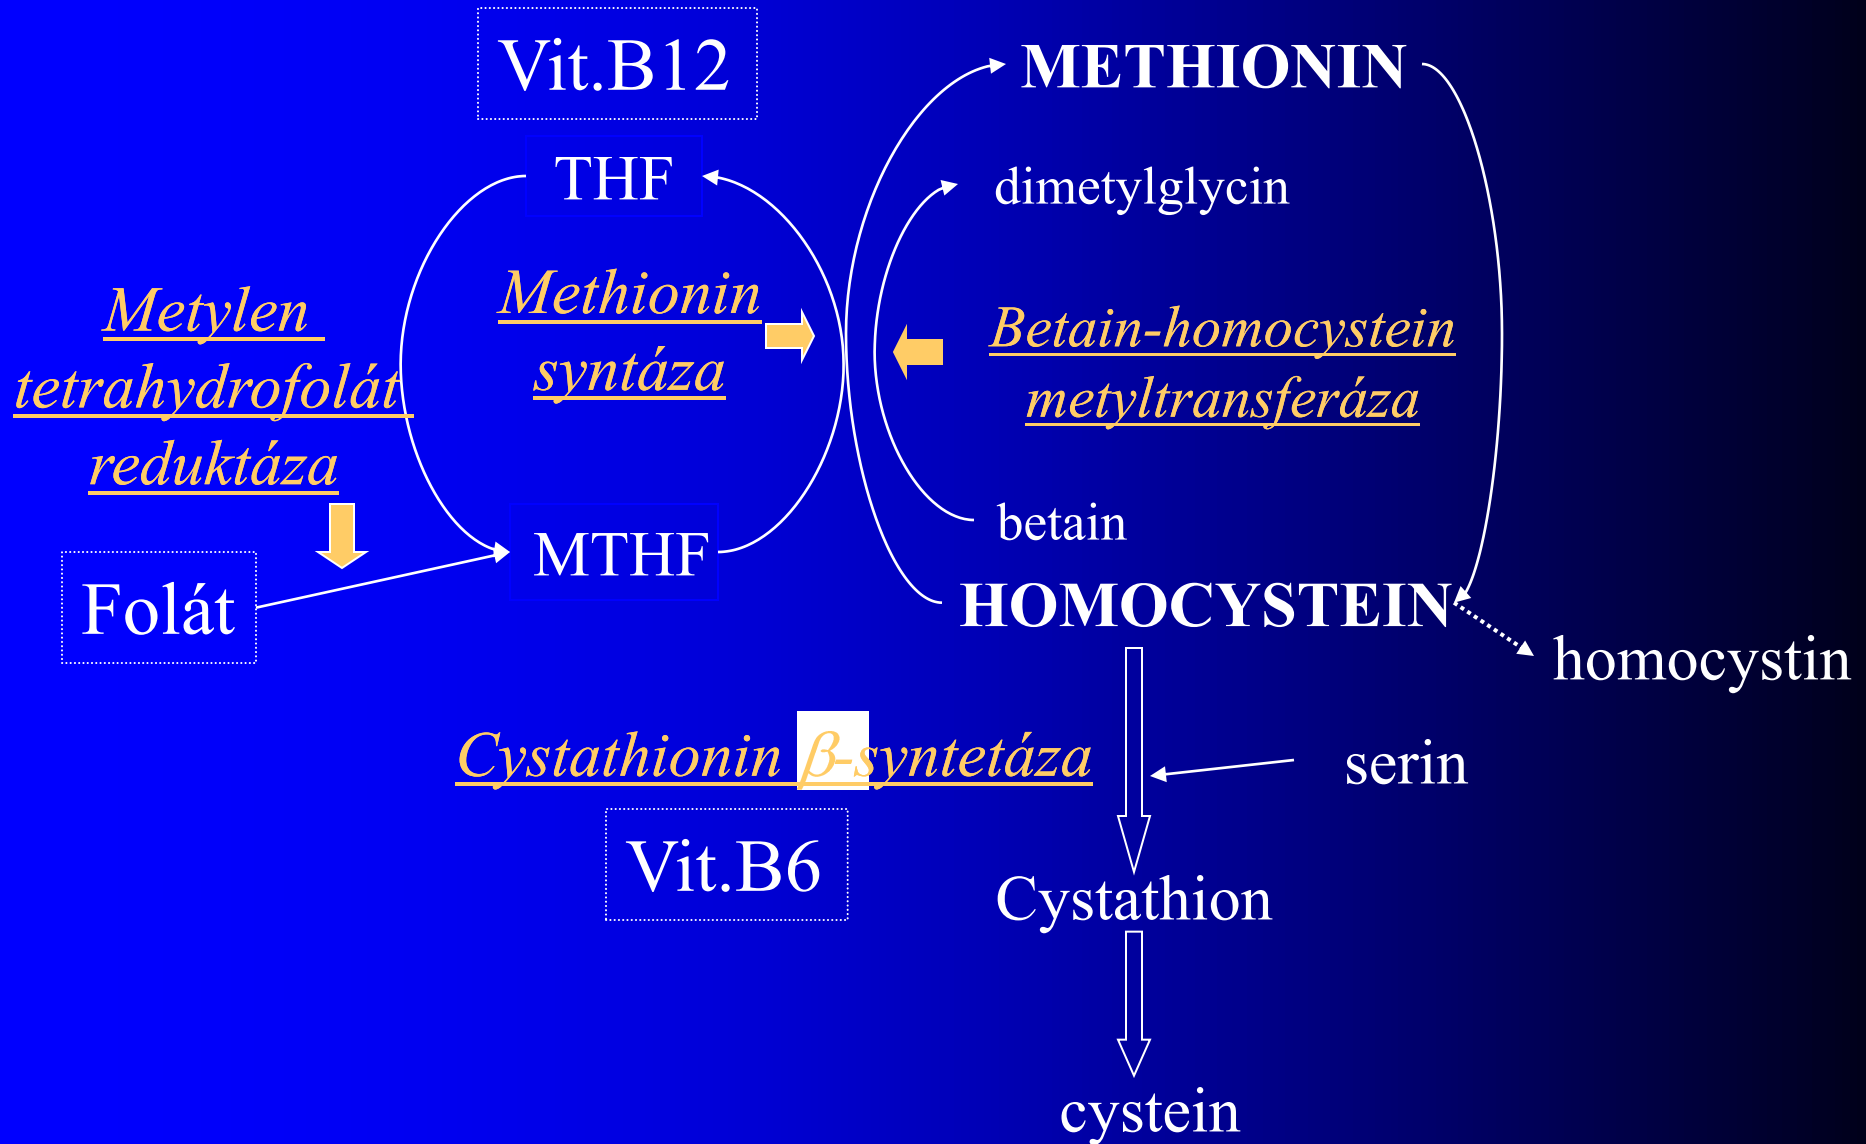 Vit.B12
METHIONIN
THF
dimetylglycin
Metylen
tetrahydrofolát
reduktáza
Methionin
syntáza
Betain-homocystein
metyltransferáza
betain
MTHF
Folát
HOMOCYSTEIN
homocystin
Cystathionin β-syntetáza
serin
Vit.B6
Cystathion
cystein